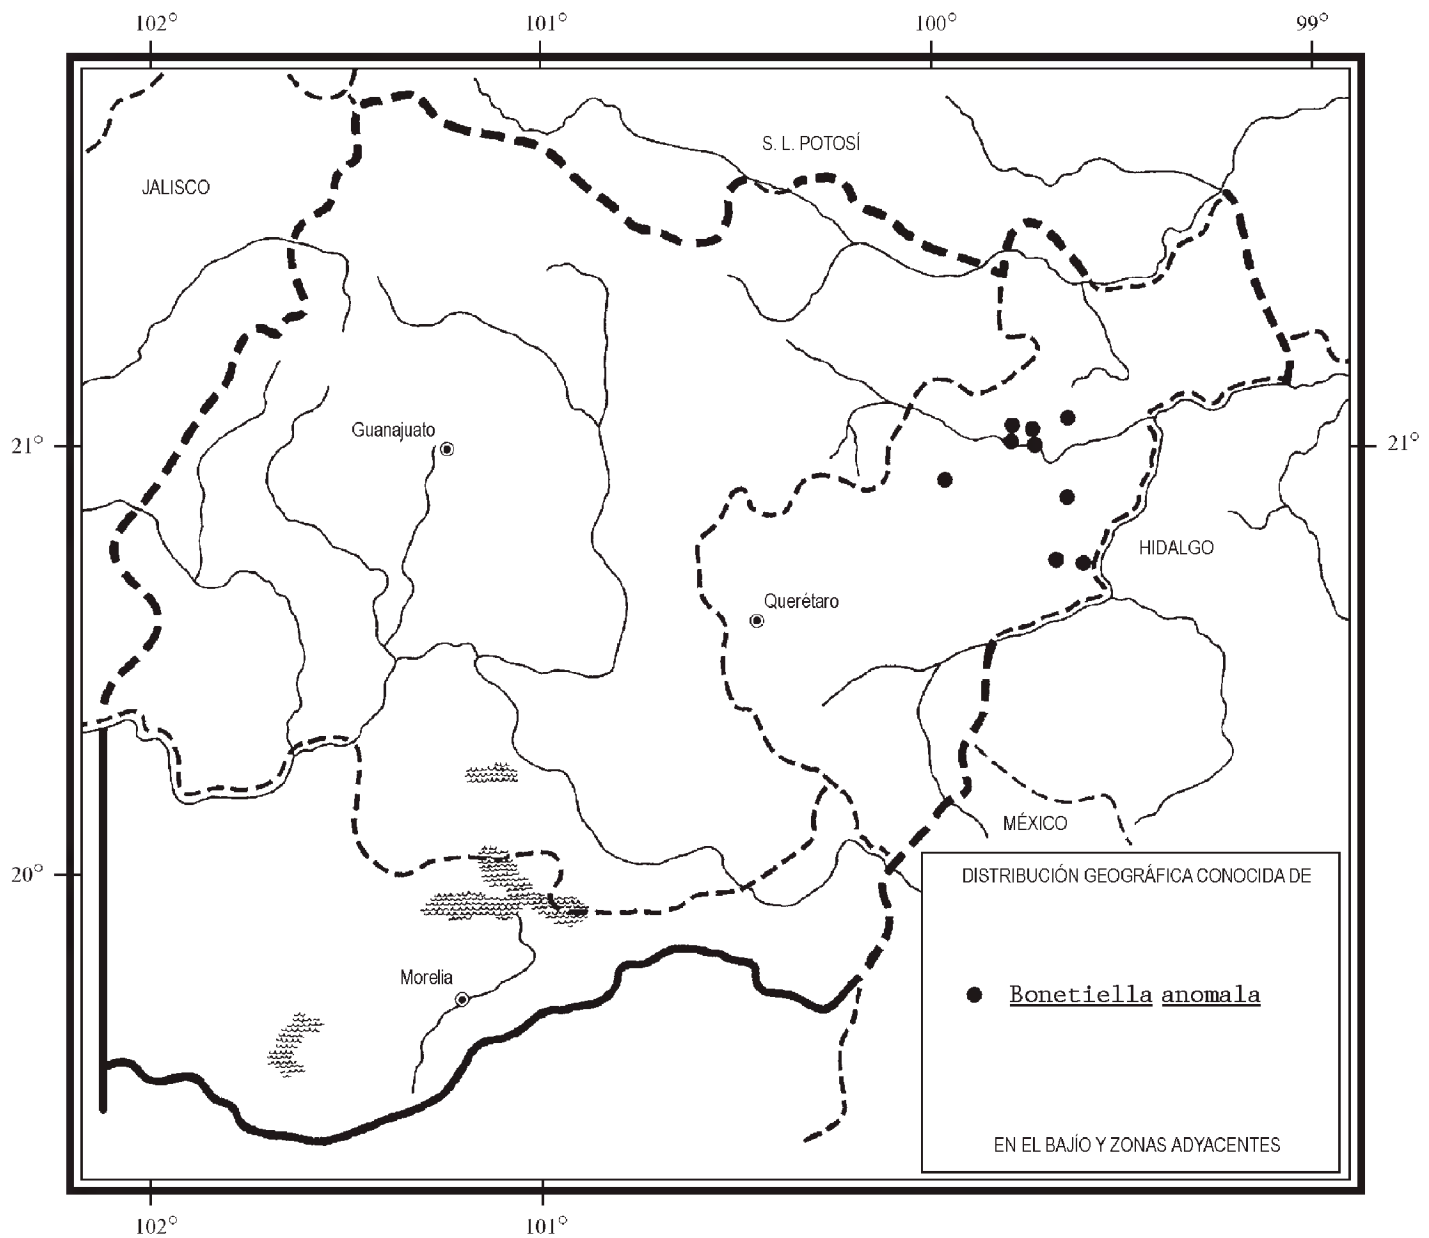 102° 101° 100° 99°
S. L. POTOSÍ
JALISCO
Guanajuato
21° 21°
HIDALGO
Querétaro
MÉXICO
20°
DISTRIBUCIÓN GEOGRÁFICA CONOCIDA DE
Morelia
Bonetiella anomala
EN EL BAJÍO Y ZONAS ADYACENTES
102° 101°